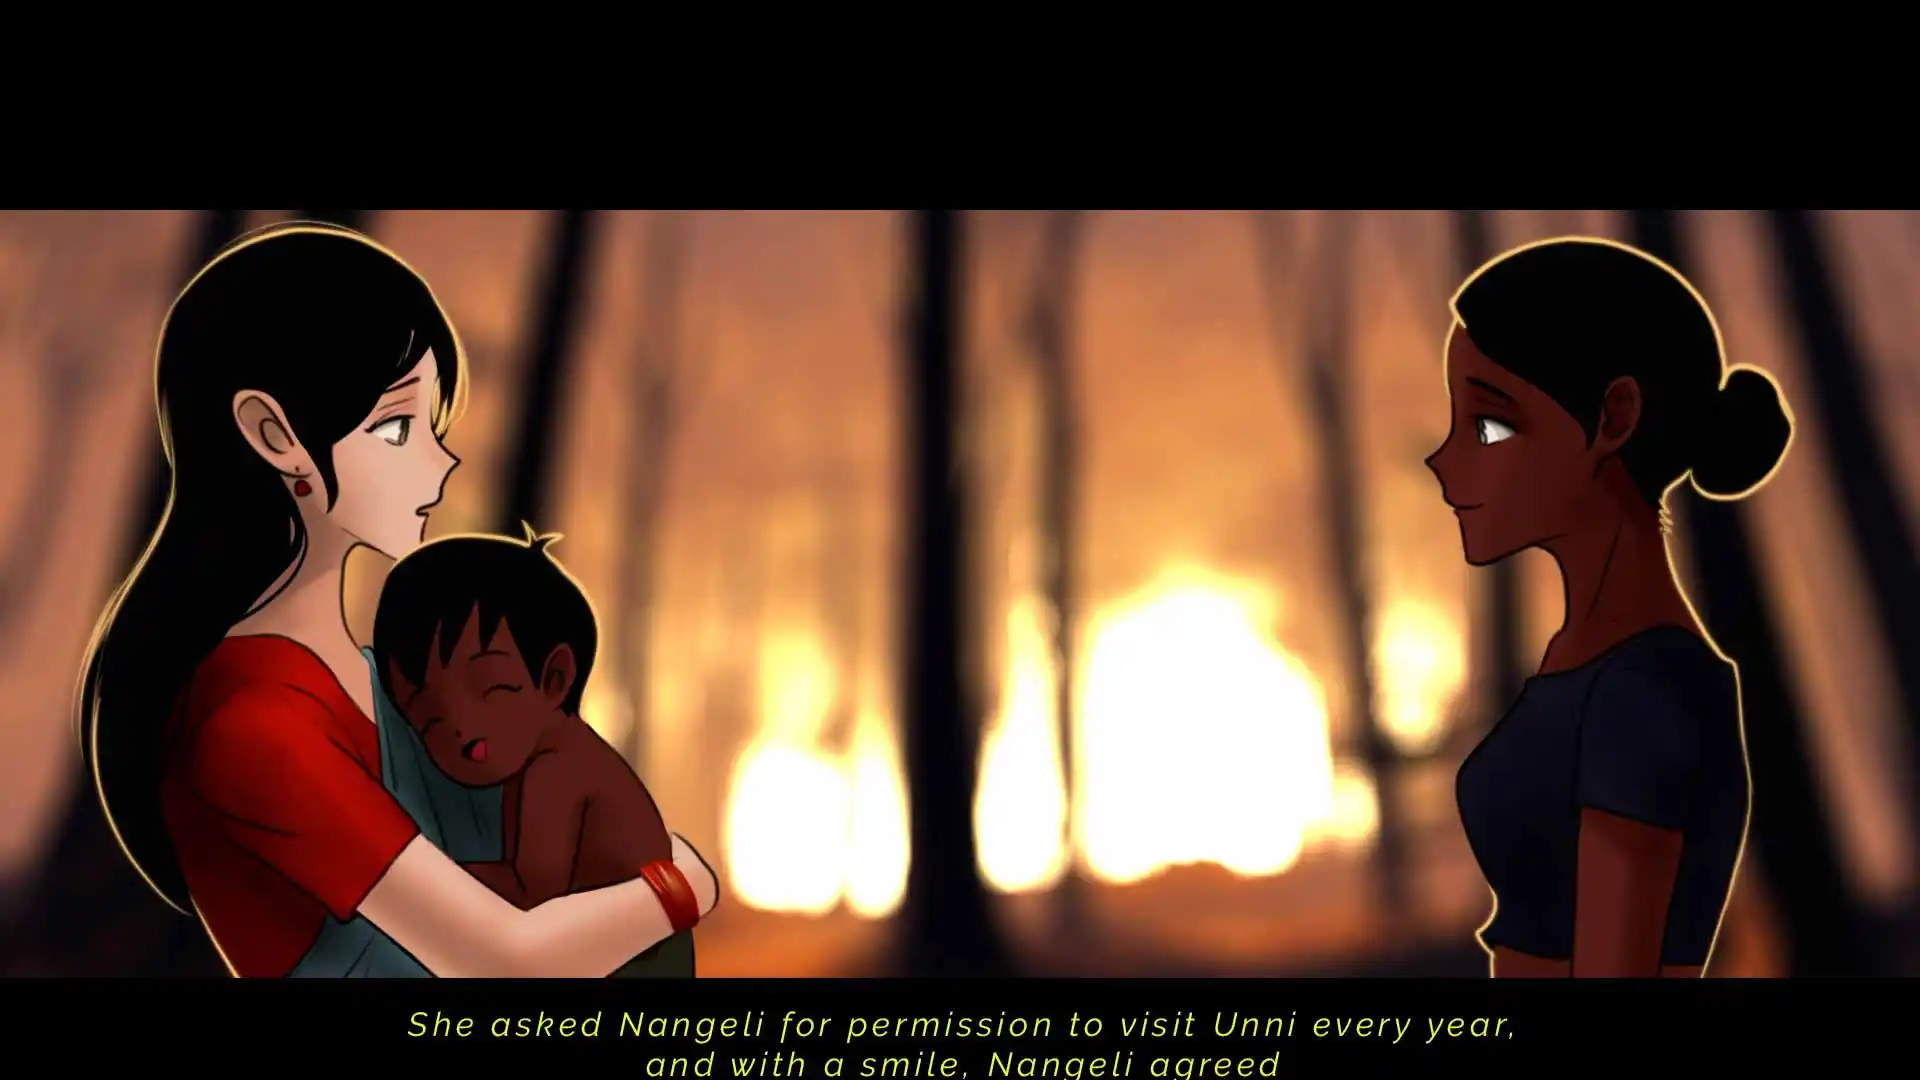 She asked Nangeli for permission to visit Unni every year,
and with a smile, Nangeli agreed